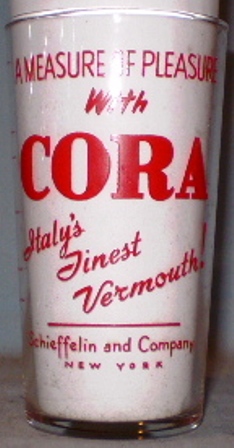 A MEASURE OF PLEASURE
With
CORA
Italy's
Finest
Vermouth!
Schieffelin and Company
NEW YORK